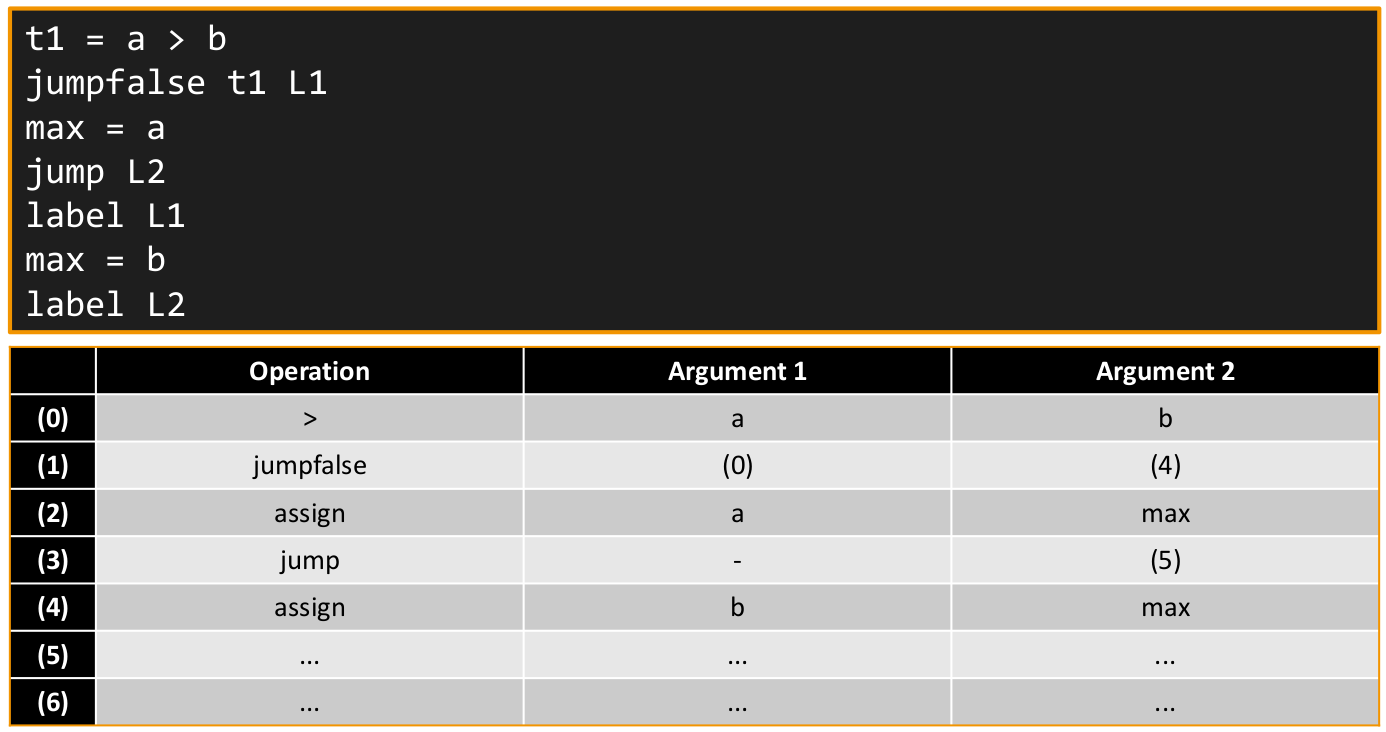 t1 = a > b
jumpfalse t1 L1
max = a
jump L2
label L1
max = b
label L2
Operation Argument 1 Argument 2
(0) > a b
(1) jumpfalse (0) (4)
(2) assign a max
(3) jump - (5)
(4) assign b max
(5) ... ... ...
(6) ... ... ...